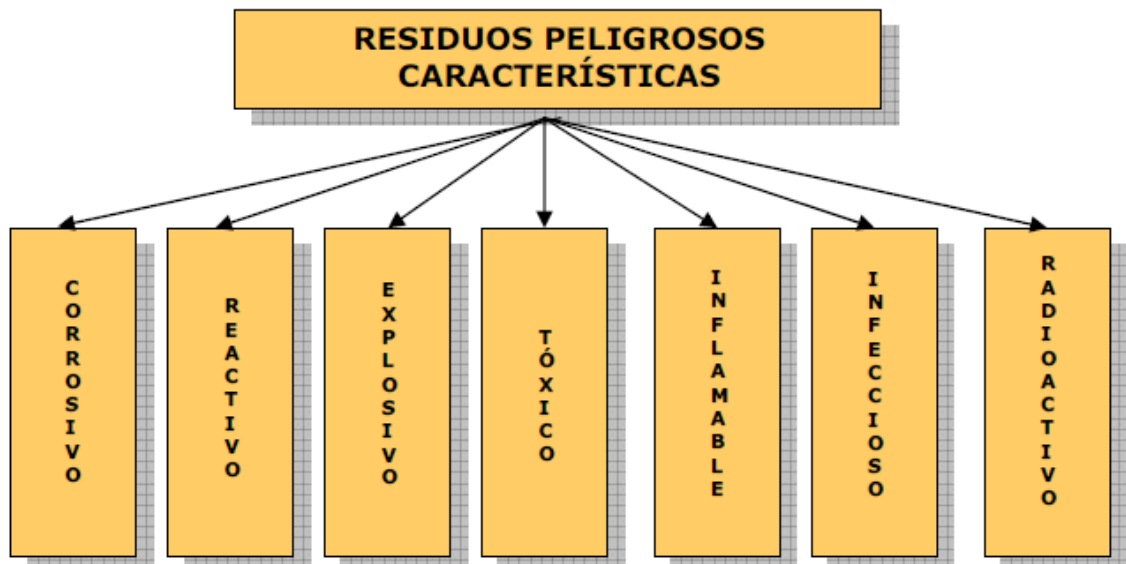 RESIDUOS PELIGROSOS
CARACTERÍSTICAS
CORROSIVO
REACTIVO
EXPLOSIVO
TÓXICO
INFLAMABLE
INFECCIOSO
RADIOACTIVO